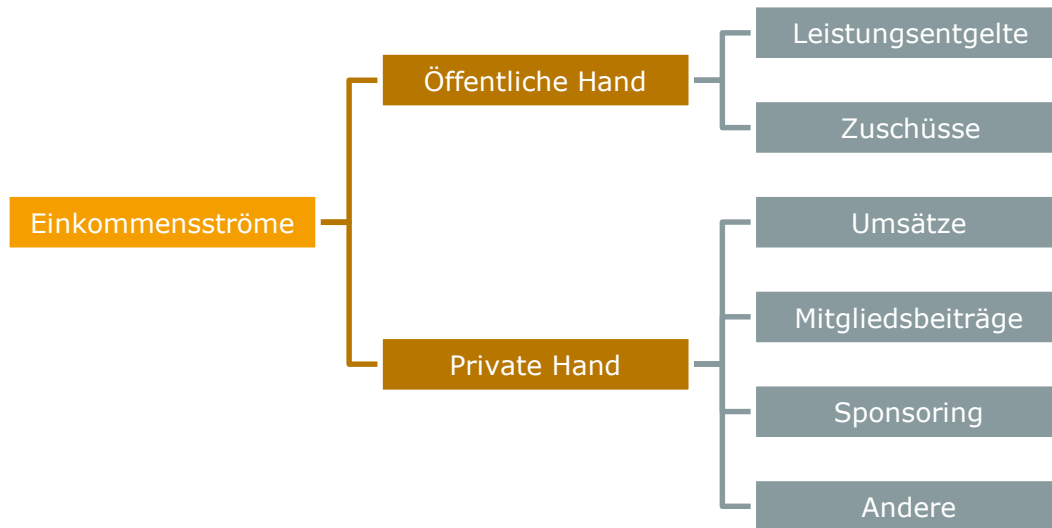 Einkommensströme
Öffentliche Hand
Leistungsentgelte
Zuschüsse
Private Hand
Umsätze
Mitgliedsbeiträge
Sponsoring
Andere